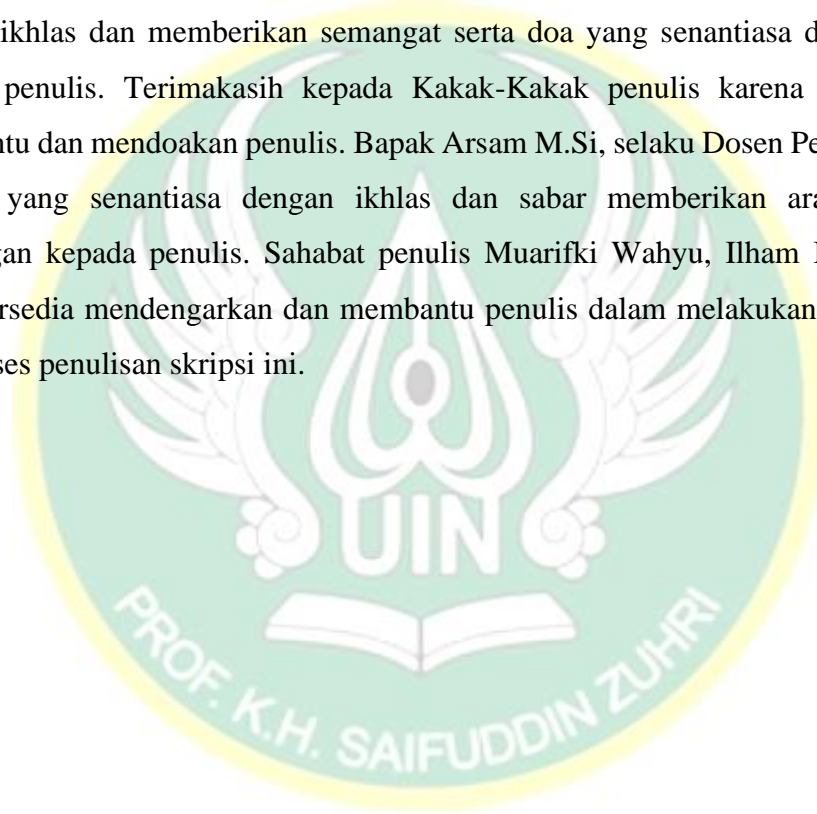 ikhlas dan memberikan semangat serta doa yang senantiasa d
penulis. Terimakasih kepada Kakak-Kakak penulis karena
ntu dan mendoakan penulis. Bapak Arsam M.Si, selaku Dosen Pe
yang senantiasa dengan ikhlas dan sabar memberikan ara
gan kepada penulis. Sahabat penulis Muarifki Wahyu, Ilham
ersedia mendengarkan dan membantu penulis dalam melakukan
ses penulisan skripsi ini.
UIN
PROF. K.H. SAIFUDDIN ZUHRI